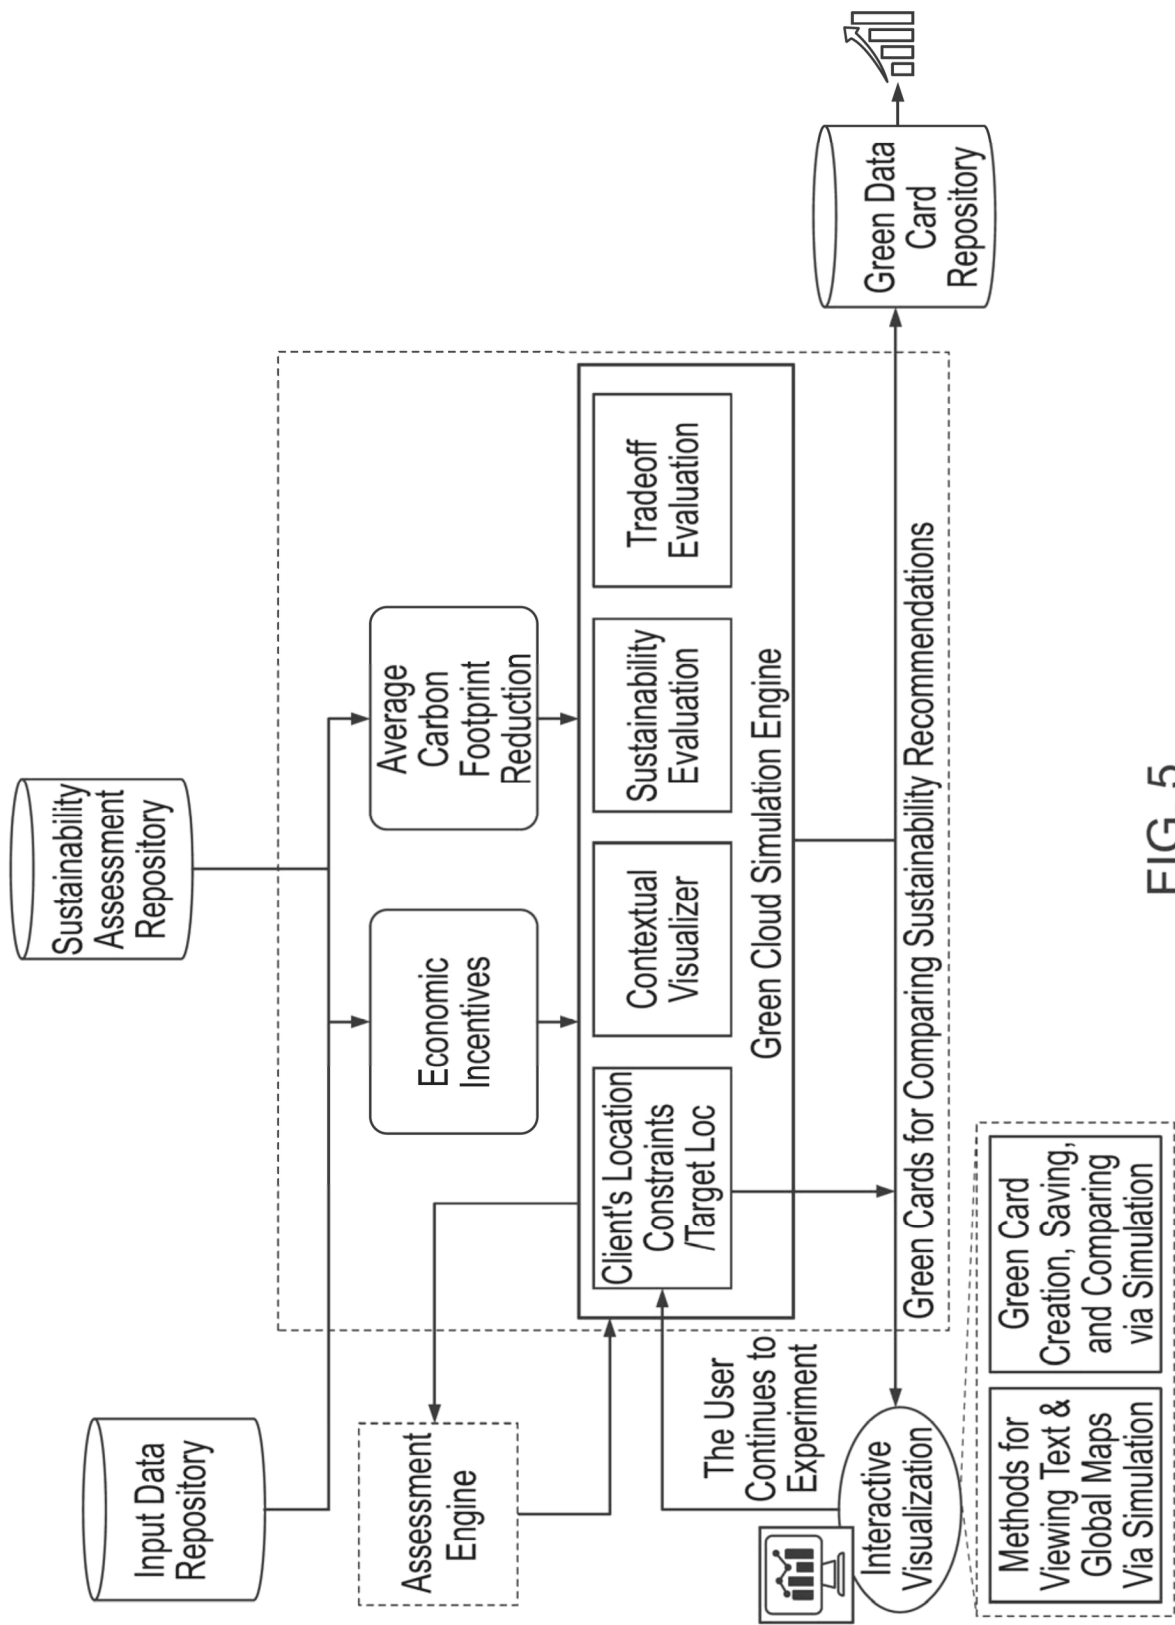 Input Data
Repository
Sustainability
Assessment
Repository
Assessment
Engine
Economic
Incentives
Average
Carbon
Footprint
Reduction
Client's Location
Constraints
/Target Loc
Contextual
Visualizer
Sustainability
Evaluation
Tradeoff
Evaluation
Green Cloud Simulation Engine
The User
Continues to
Experiment
Interactive
Visualization
Green Cards for Comparing Sustainability Recommendations
Green Data
Card
Repository
Methods for
Viewing Text &
Global Maps
Via Simulation
Green Card
Creation, Saving,
and Comparing
via Simulation
FIG. 5